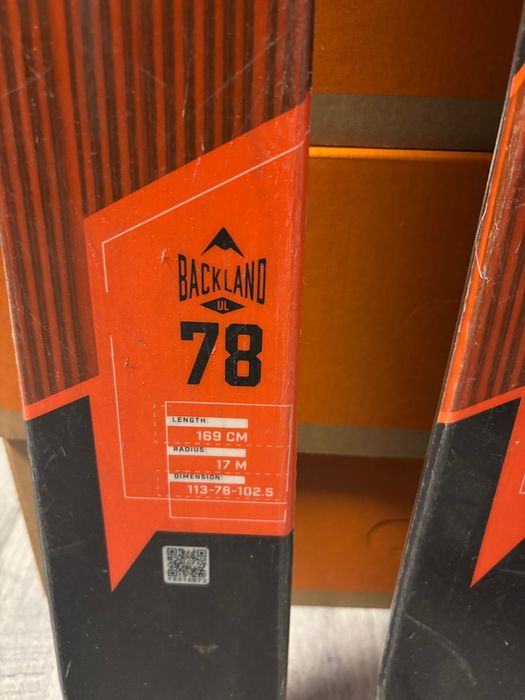 BACKLAND
UL
78
LENGTH:
169 CM
RADIUS:
17 M
DIMENSION:
113-78-102.5